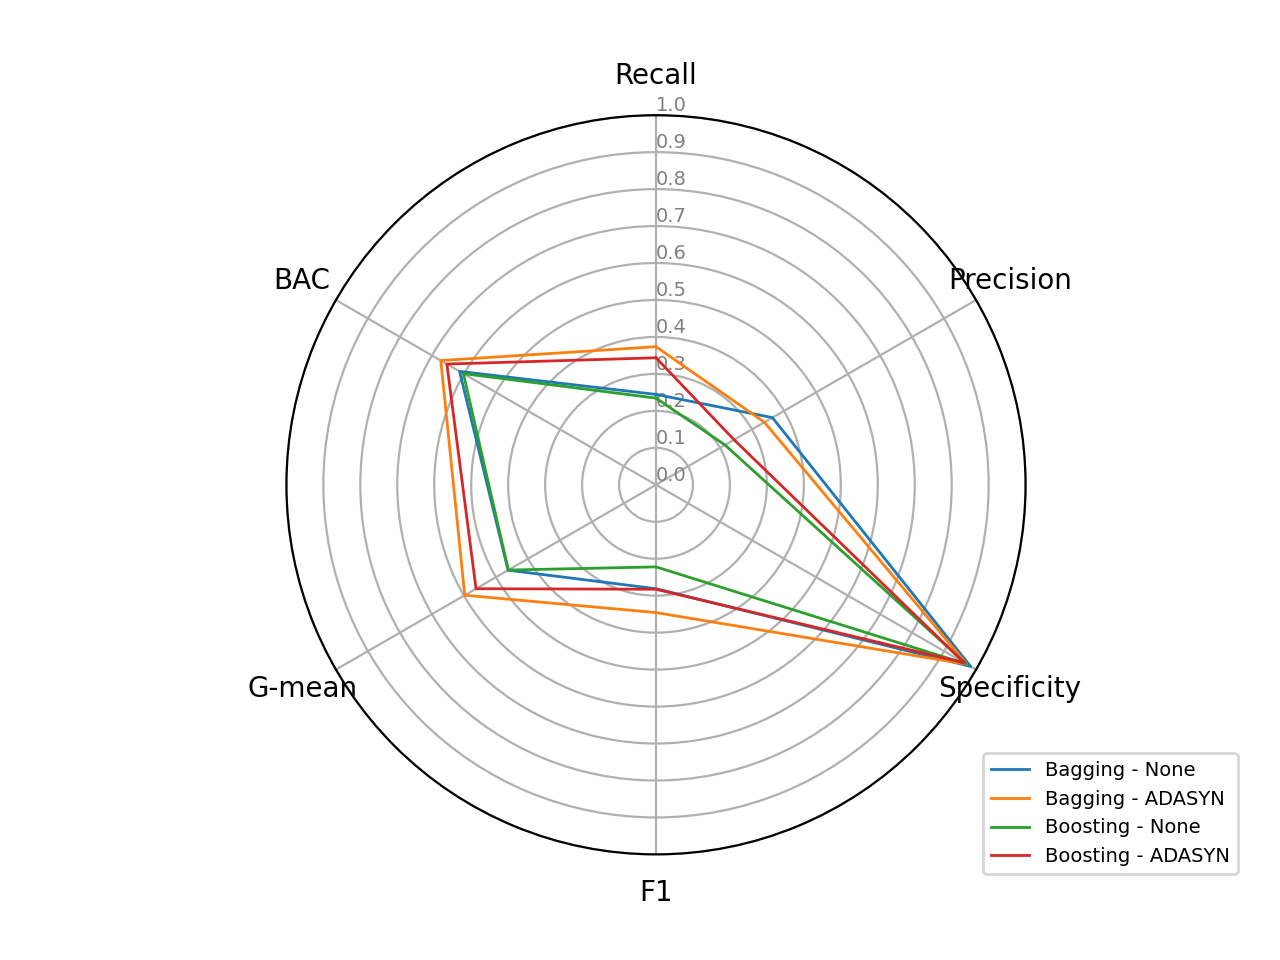 Recall
1.0
0.9
0.8
0.7
0.6
0.5
0.4
0.3
0.2
0.1
0.0
BAC
Precision
G-mean
Specificity
F1
Bagging - None
Bagging - ADASYN
Boosting - None
Boosting - ADASYN